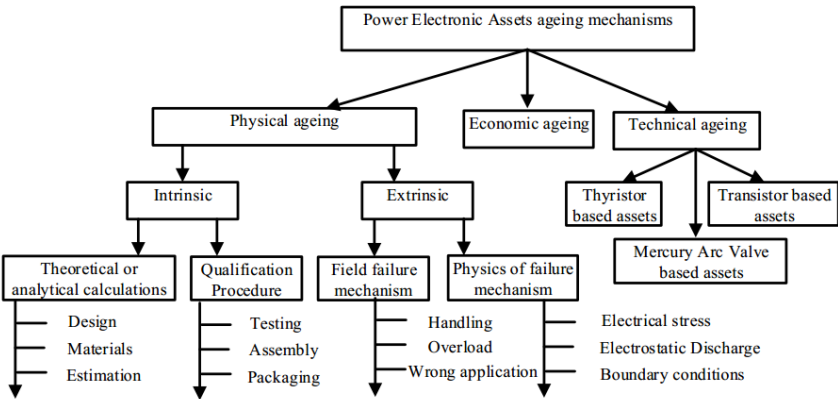 Power Electronic Assets ageing mechanisms
Physical ageing
Economic ageing
Technical ageing
Intrinsic
Extrinsic
Thyristor
based assets
Transistor based
assets
Mercury Arc Valve
based assets
Theoretical or
analytical calculations
Qualification
Procedure
Field failure
mechanism
Physics of failure
mechanism
Design
Materials
Estimation
Testing
Assembly
Packaging
Handling
Overload
Wrong application
Electrical stress
Electrostatic Discharge
Boundary conditions